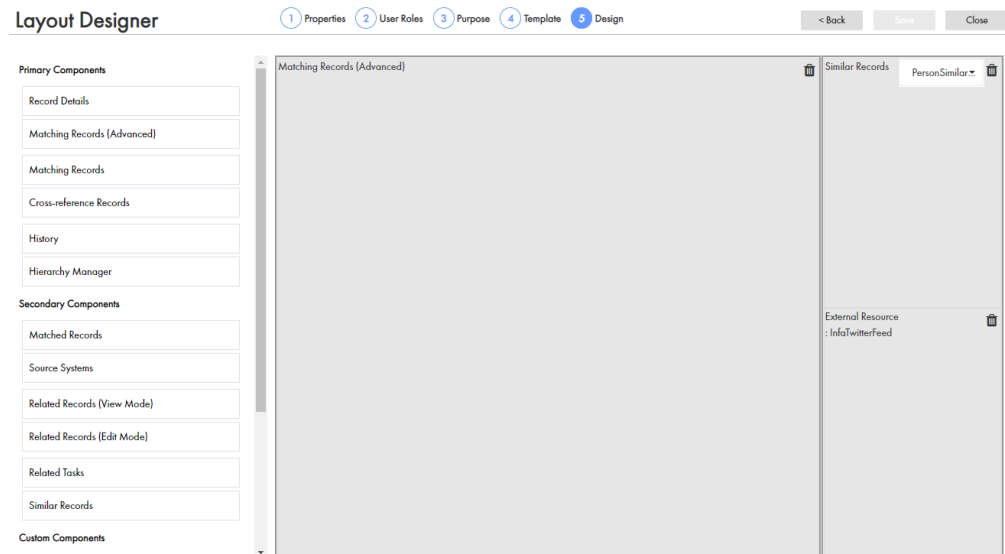 Layout Designer
1 Properties 2 User Roles 3 Purpose 4 Template 5 Design
< Back Save Close
Primary Components
Record Details
Matching Records (Advanced)
Matching Records
Cross-reference Records
History
Hierarchy Manager
Secondary Components
Matched Records
Source Systems
Related Records (View Mode)
Related Records (Edit Mode)
Related Tasks
Similar Records
Custom Components
Matching Records (Advanced)
Similar Records PersonSimilar...
External Resource
: InfaTwitterFeed